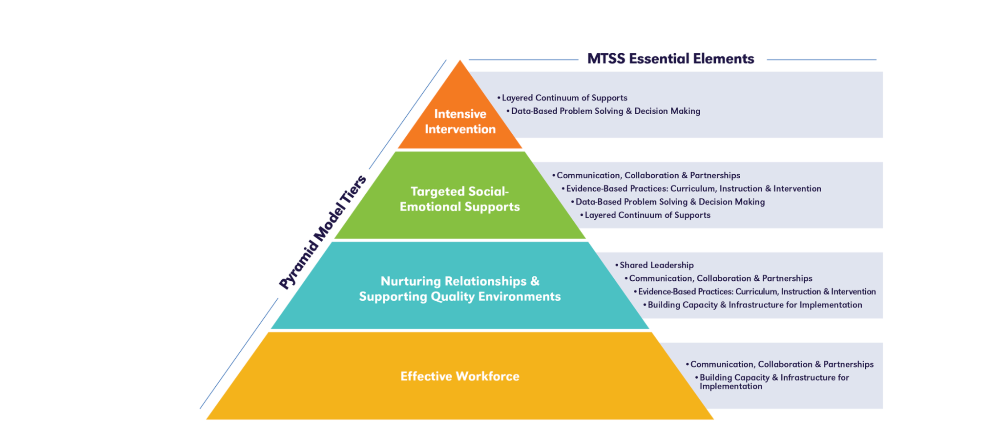 MTSS Essential Elements
Pyramid Model Tiers
Intensive
Intervention
• Layered Continuum of Supports
• Data-Based Problem Solving & Decision Making
Targeted Social-
Emotional Supports
• Communication, Collaboration & Partnerships
• Evidence-Based Practices: Curriculum, Instruction & Intervention
• Data-Based Problem Solving & Decision Making
• Layered Continuum of Supports
Nurturing Relationships &
Supporting Quality Environments
• Shared Leadership
• Communication, Collaboration & Partnerships
• Evidence-Based Practices: Curriculum, Instruction & Intervention
• Building Capacity & Infrastructure for Implementation
Effective Workforce
• Communication, Collaboration & Partnerships
• Building Capacity & Infrastructure for
Implementation